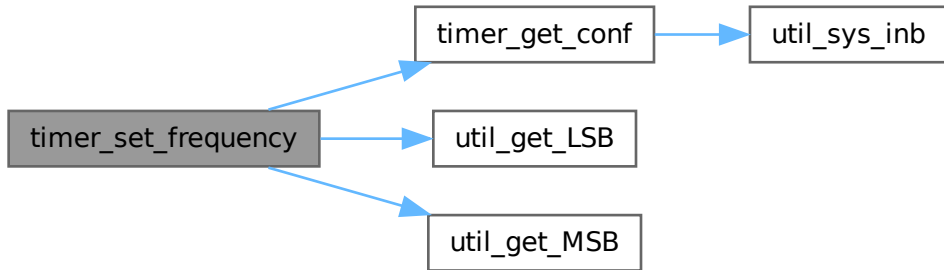 timer_get_conf
util_sys_inb
timer_set_frequency
util_get_LSB
util_get_MSB